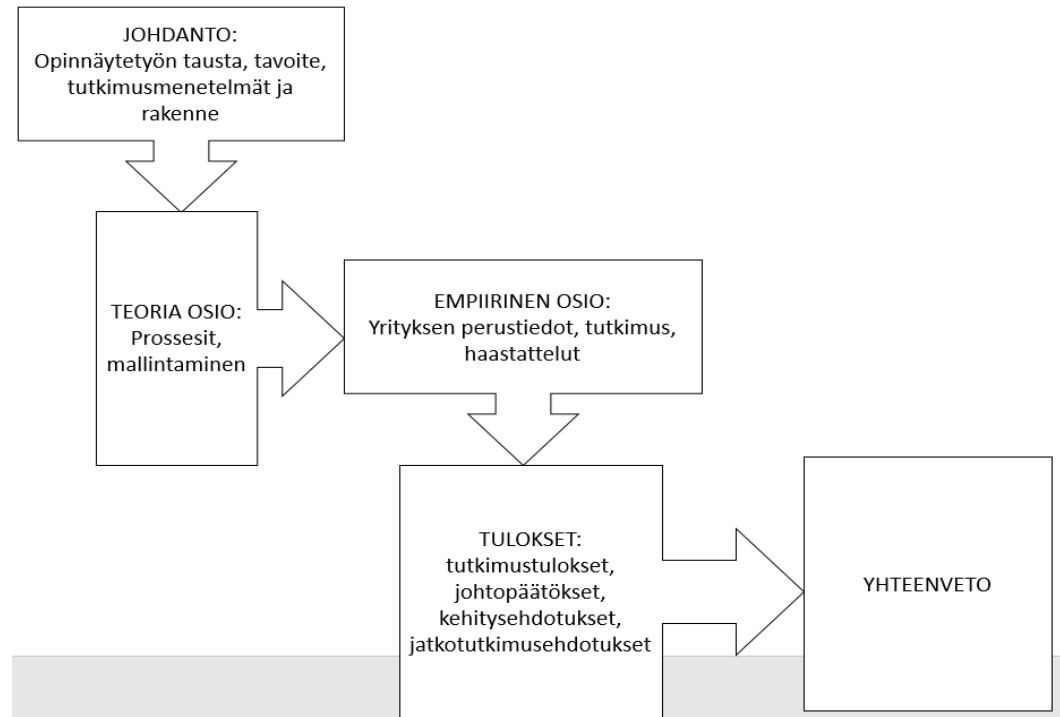 JOHDANTO:
Opinnäytetyön tausta, tavoite,
tutkimusmenetelmät ja
rakenne
TEORIA OSIO:
Prossesit,
mallintaminen
EMPIIRINEN OSIO:
Yrityksen perustiedot, tutkimus,
haastattelut
TULOKSET:
tutkimustulokset,
johtopäätökset,
kehitysehdotukset,
jatkotutkimusehdotukset
YHTEENVETO